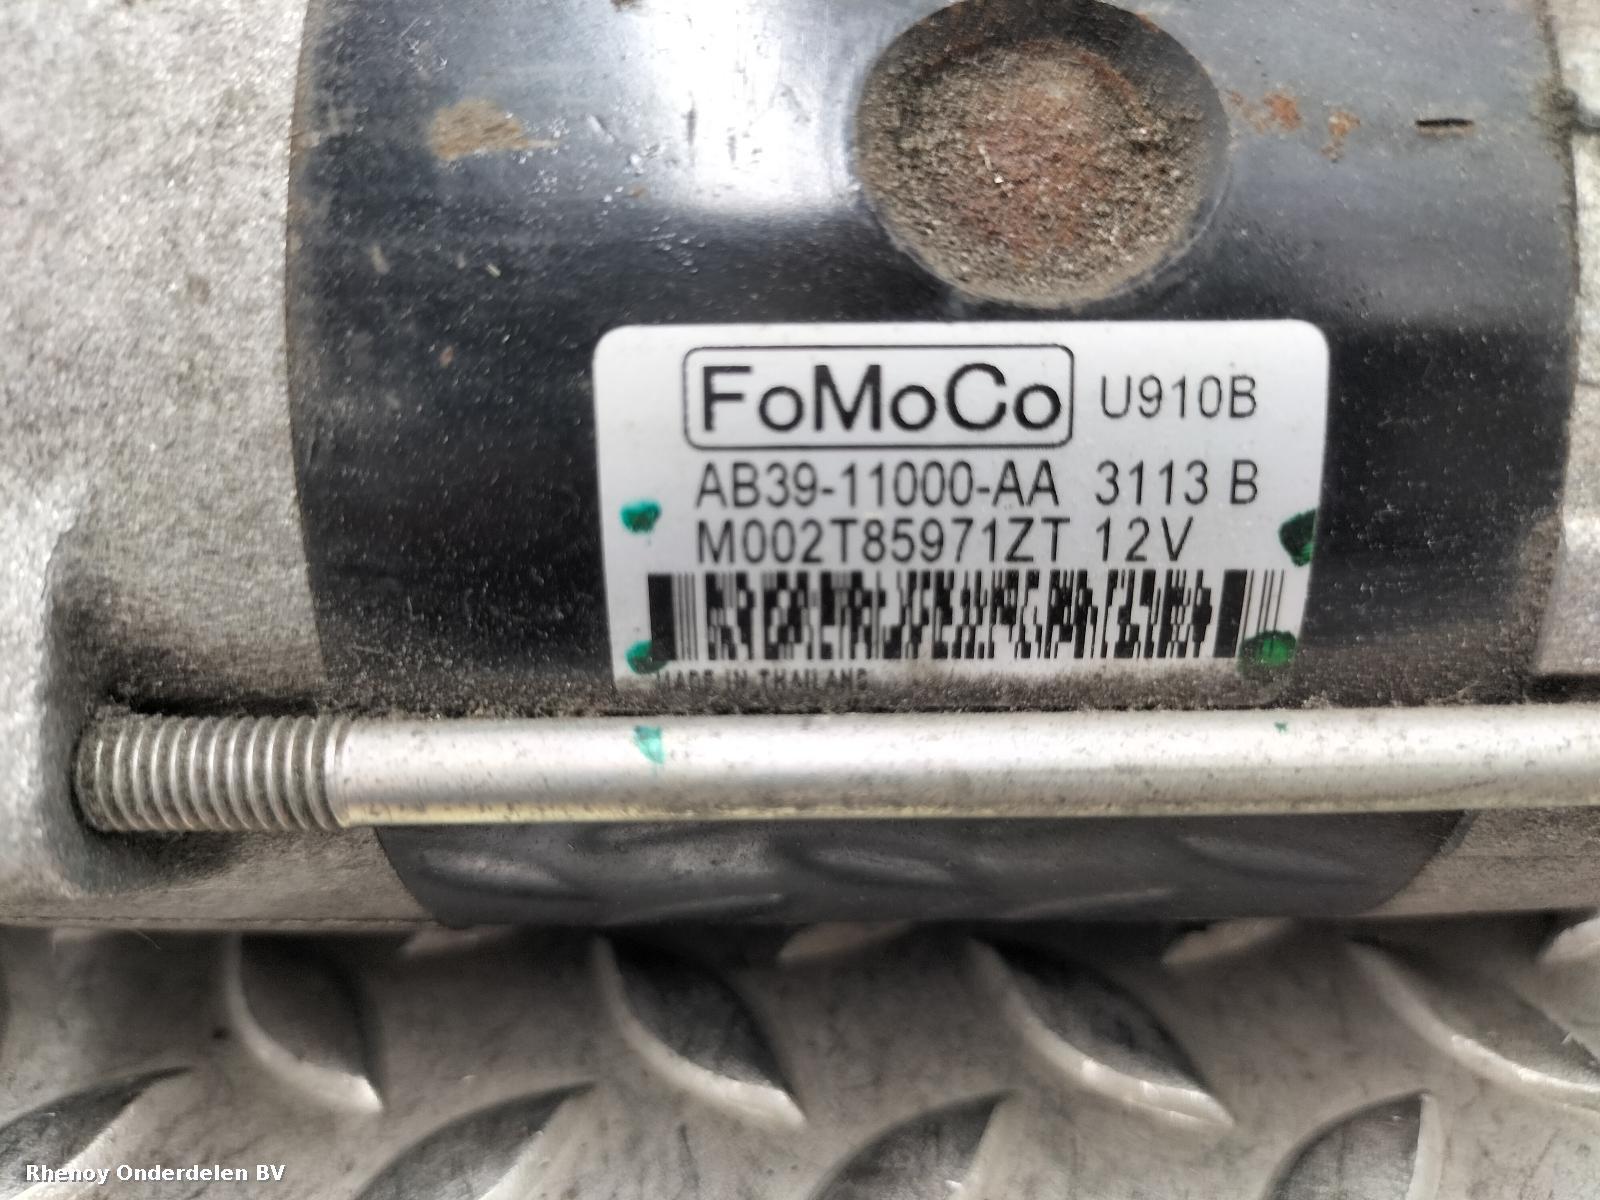 FoMoCo U910B
AB39-11000-AA 3113 B
M002T85971ZT 12V
MADE IN THAILAND
Rhenoy Onderdelen BV